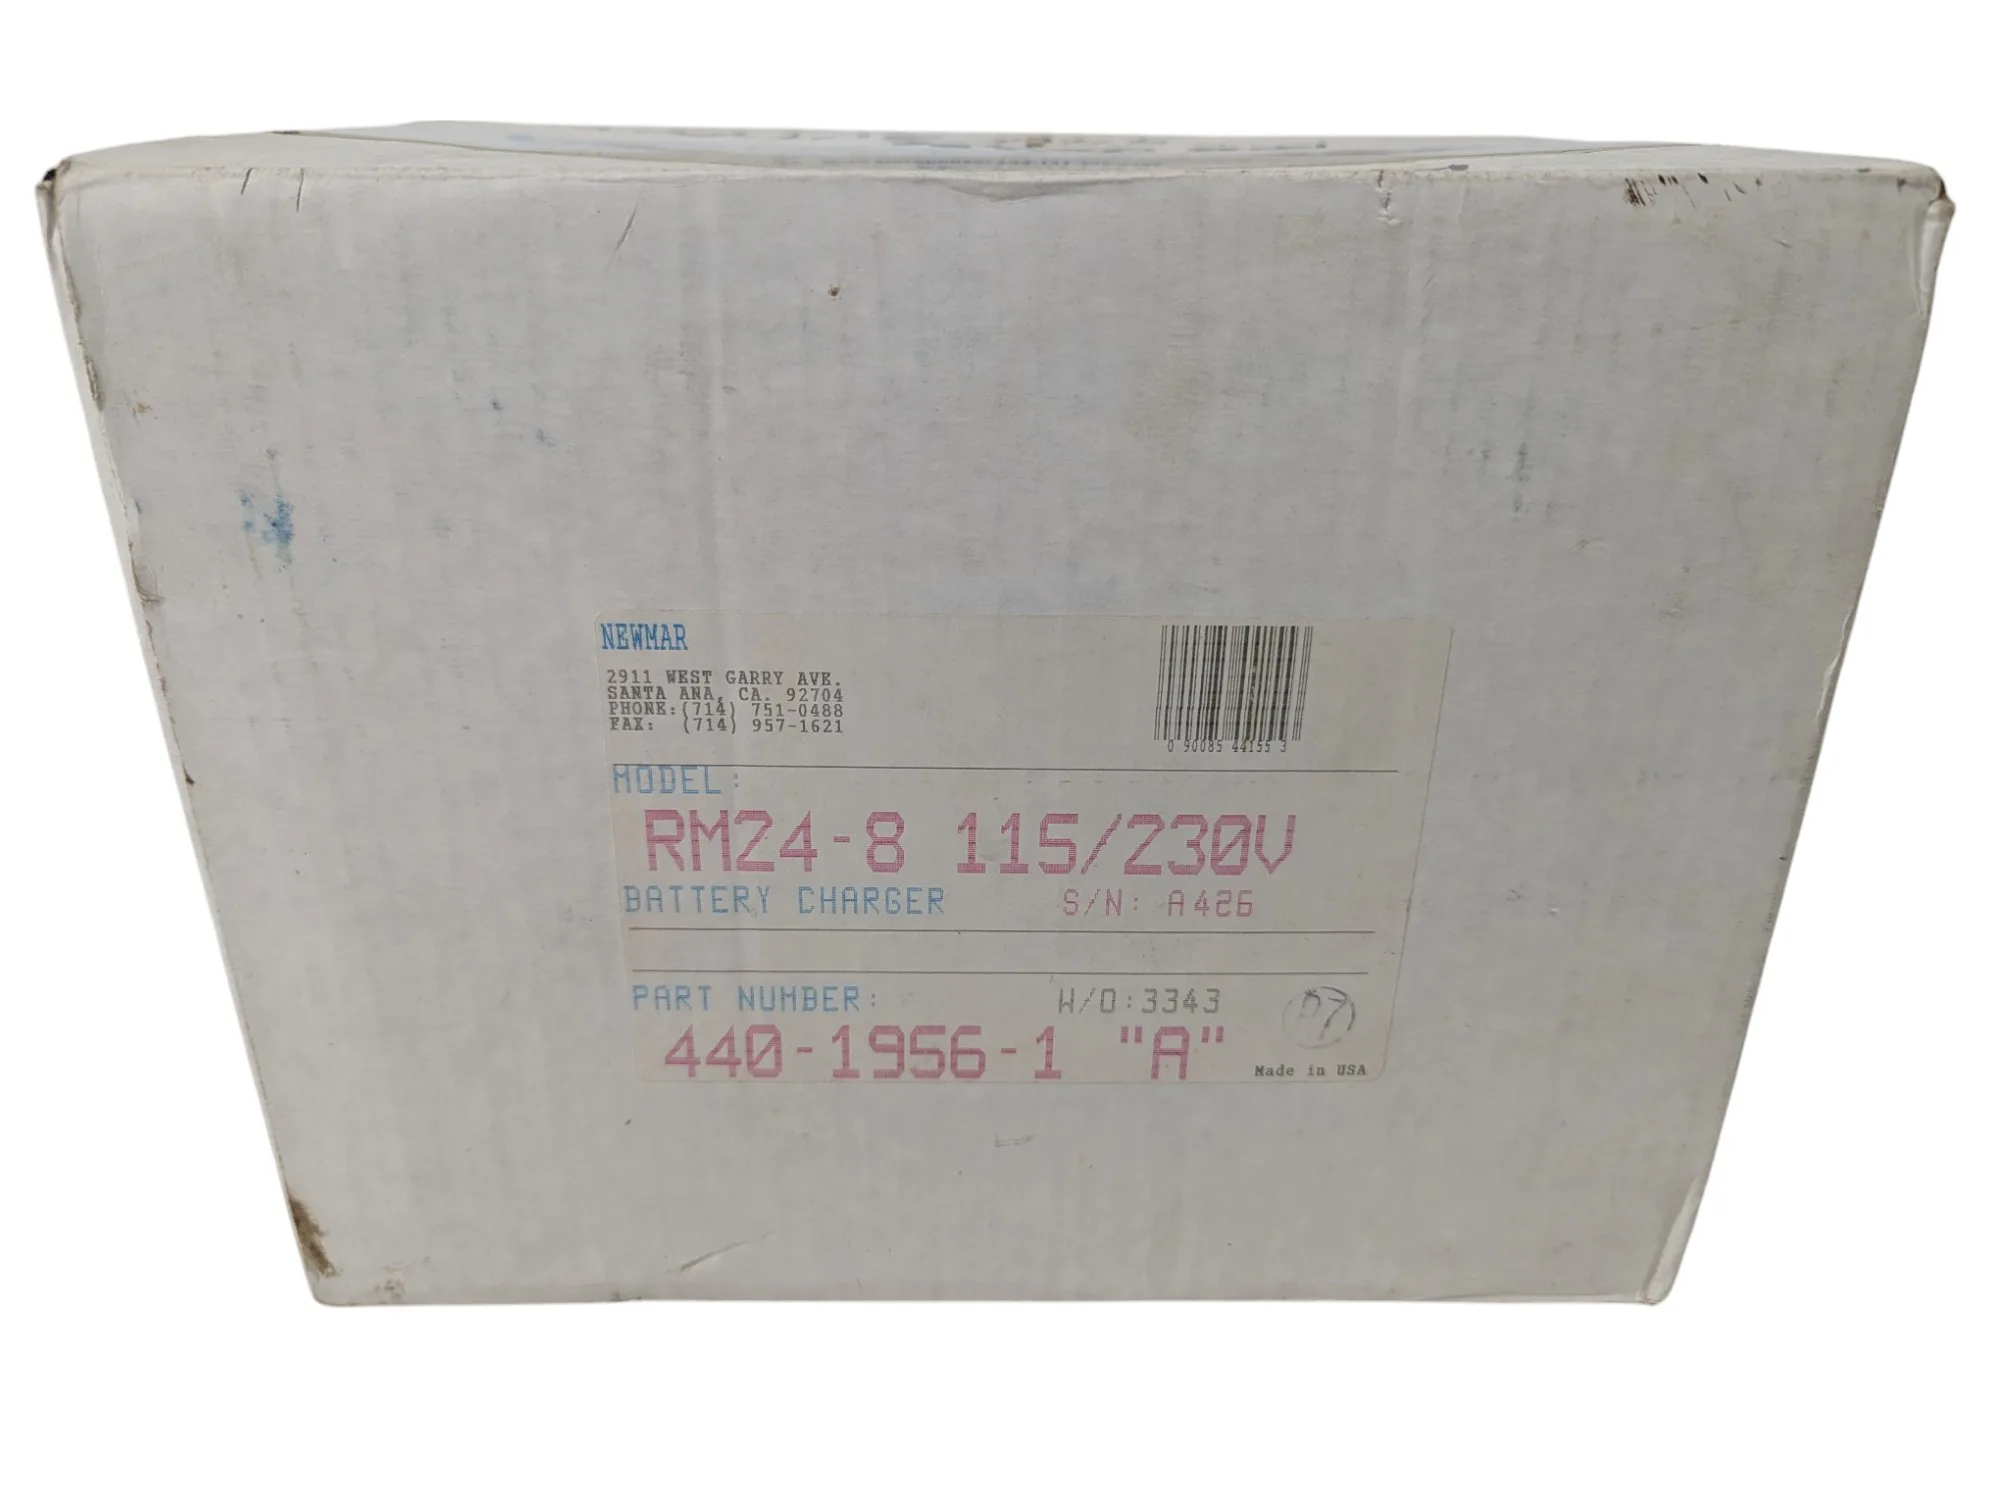 NEWMAR
2911 WEST GARRY AVE.
SANTA ANA, CA. 92704
PHONE:(714) 751-0488
FAX: (714) 957-1621
0 90085 44155 3
MODEL:
RM24-8 115/230V
BATTERY CHARGER S/N: A426
PART NUMBER: W/O:3343
440-1956-1 "A"
Made in USA